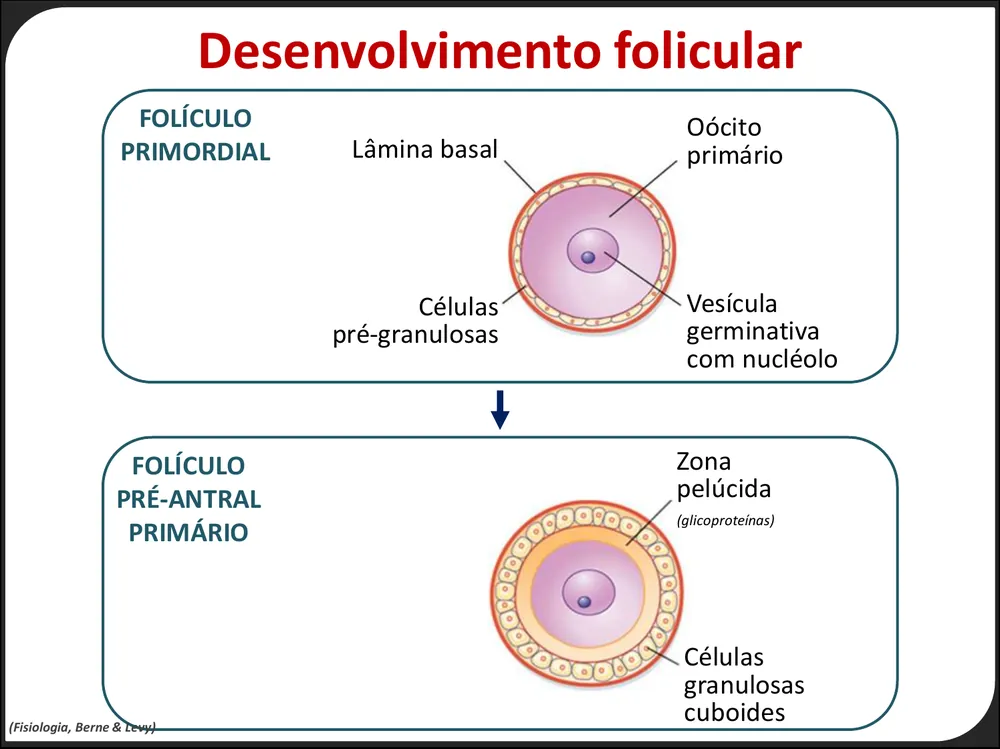 Desenvolvimento folicular
FOLÍCULO
PRIMORDIAL
Lâmina basal
Oócito
primário
Células
pré-granulosas
Vesícula
germinativa
com nucléolo
FOLÍCULO
PRÉ-ANTRAL
PRIMÁRIO
Zona
pelúcida
(glicoproteínas)
Células
granulosas
cuboides
(Fisiologia, Berne & Levy)